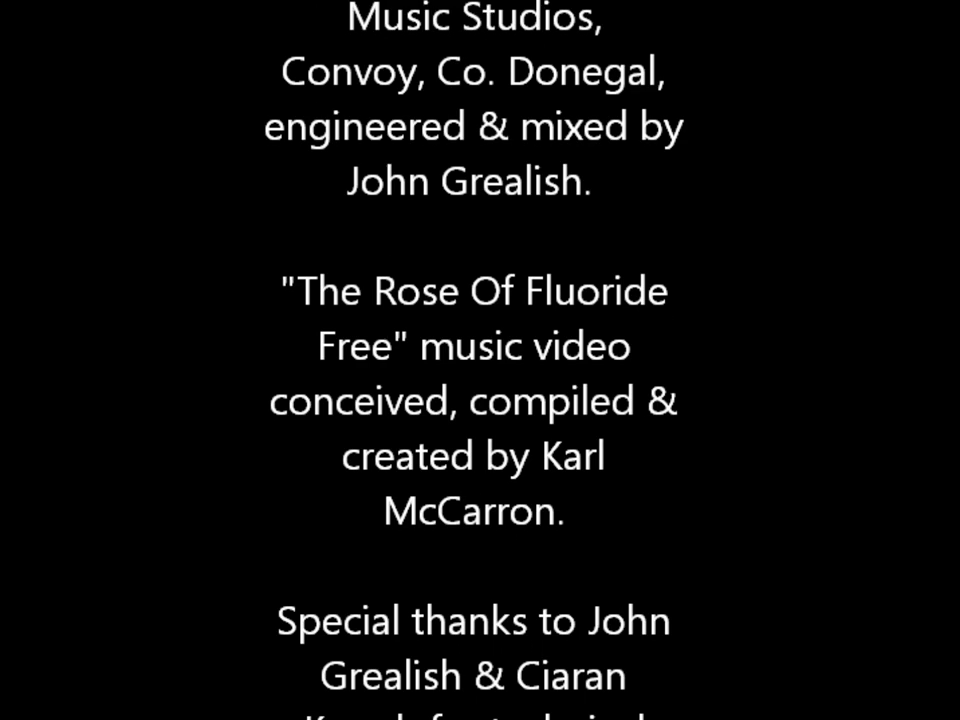 Music Studios,
Convoy, Co. Donegal,
engineered & mixed by
John Grealish.
"The Rose Of Fluoride
Free" music video
conceived, compiled &
created by Karl
McCarron.
Special thanks to John
Grealish & Ciaran